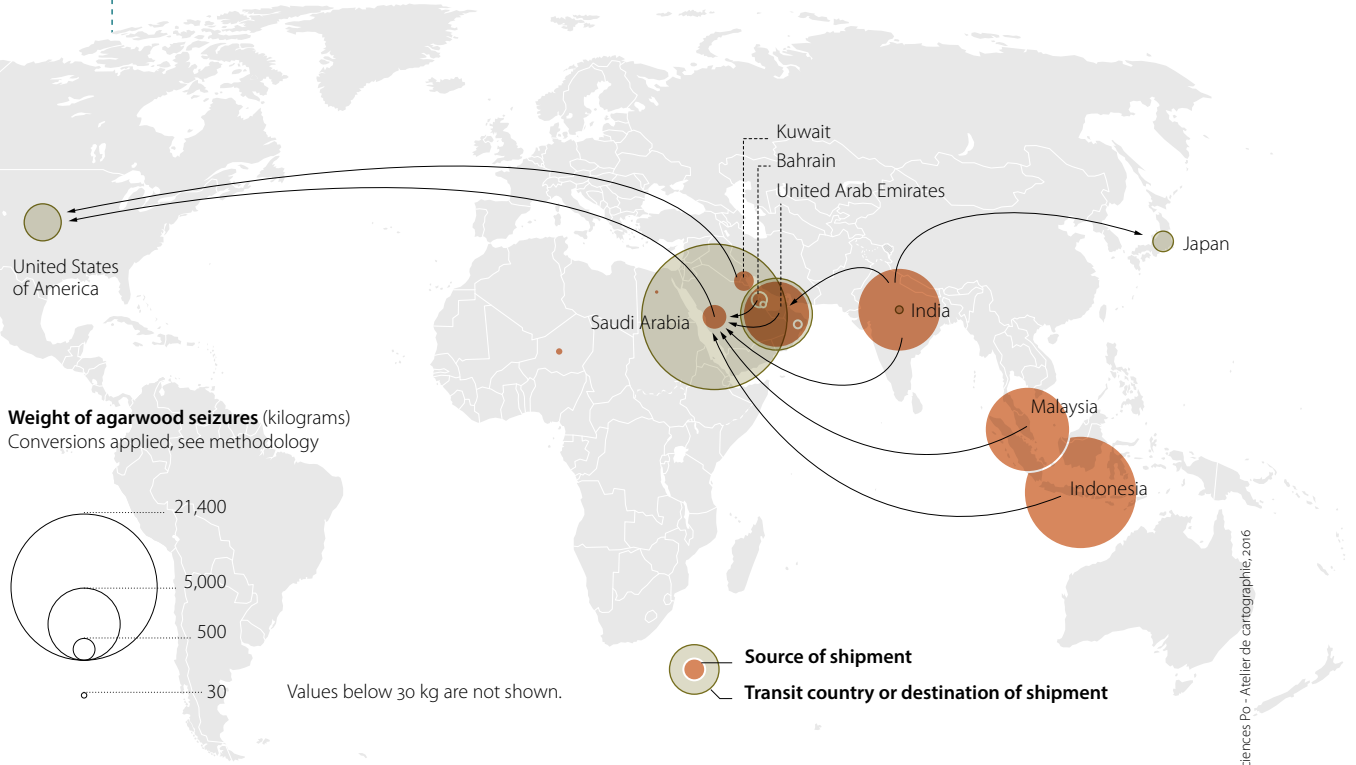 Kuwait
Bahrain
United Arab Emirates
Japan
United States
of America
Saudi Arabia
India
Malaysia
Indonesia
Weight of agarwood seizures (kilograms)
Conversions applied, see methodology
21,400
5,000
500
30
Values below 30 kg are not shown.
Source of shipment
Transit country or destination of shipment
Po - Atelier de cartographie, 2016